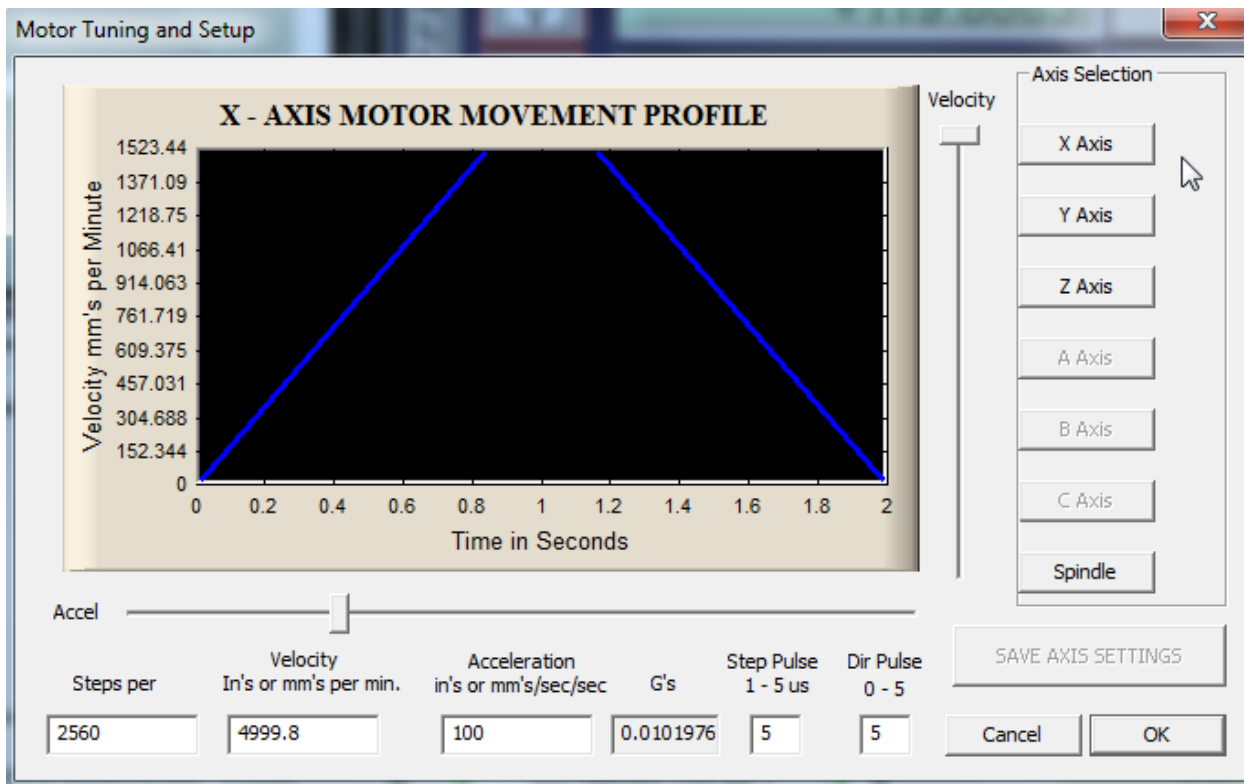 Motor Tuning and Setup
X
X - AXIS MOTOR MOVEMENT PROFILE
Velocity mm's per Minute
1523.44
1371.09
1218.75
1066.41
914.063
761.719
609.375
457.031
304.688
152.344
0
0 0.2 0.4 0.6 0.8 1 1.2 1.4 1.6 1.8 2
Time in Seconds
Velocity
Axis Selection
X Axis
Y Axis
Z Axis
A Axis
B Axis
C Axis
Spindle
Accel
SAVE AXIS SETTINGS
Steps per
2560
Velocity
In's or mm's per min.
4999.8
Acceleration
in's or mm's/sec/sec
100
G's
0.0101976
Step Pulse
1 - 5 us
5
Dir Pulse
0 - 5
5
Cancel
OK